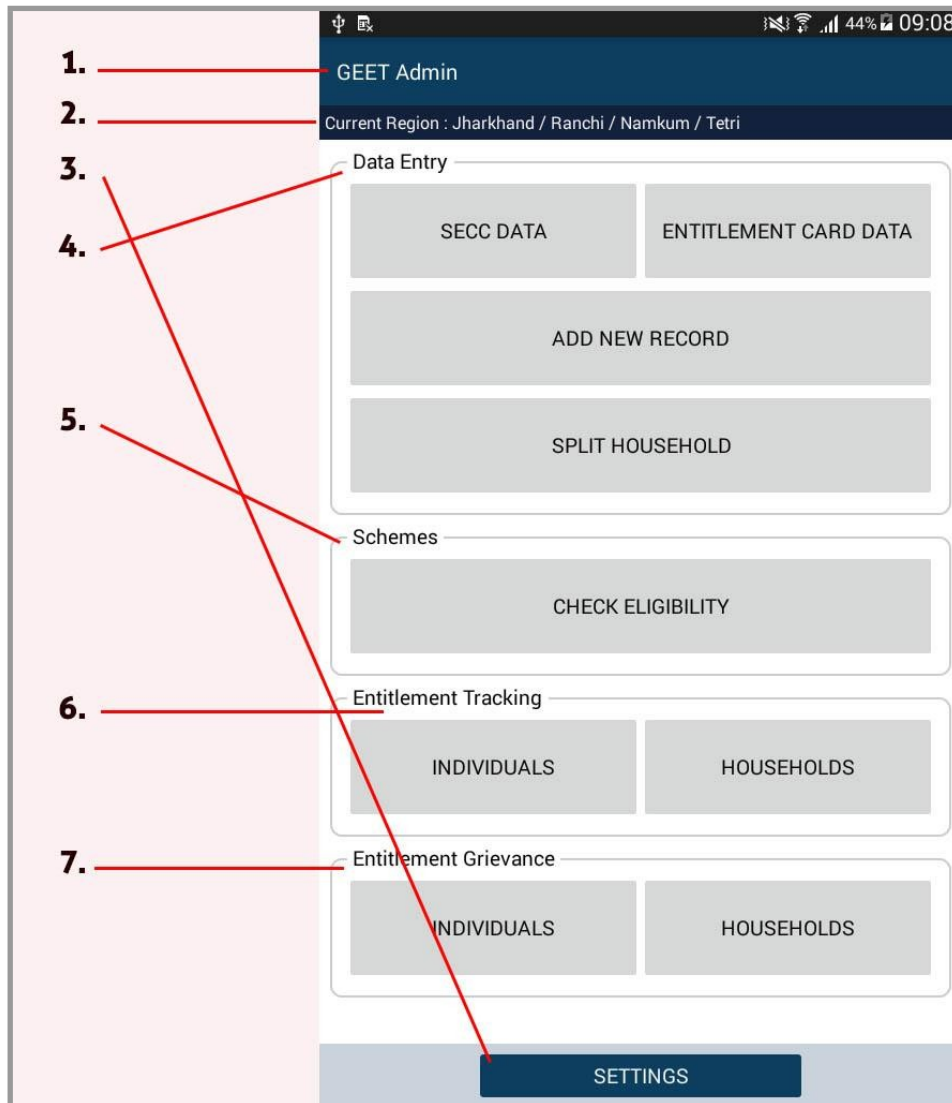 44% 09:08
1. GEET Admin
2. Current Region : Jharkhand / Ranchi / Namkum / Tetri
3.
4. Data Entry
SECC DATA ENTITLEMENT CARD DATA
ADD NEW RECORD
5.
SPLIT HOUSEHOLD
Schemes
CHECK ELIGIBILITY
6. Entitlement Tracking
INDIVIDUALS HOUSEHOLDS
7. Entitlement Grievance
INDIVIDUALS HOUSEHOLDS
SETTINGS